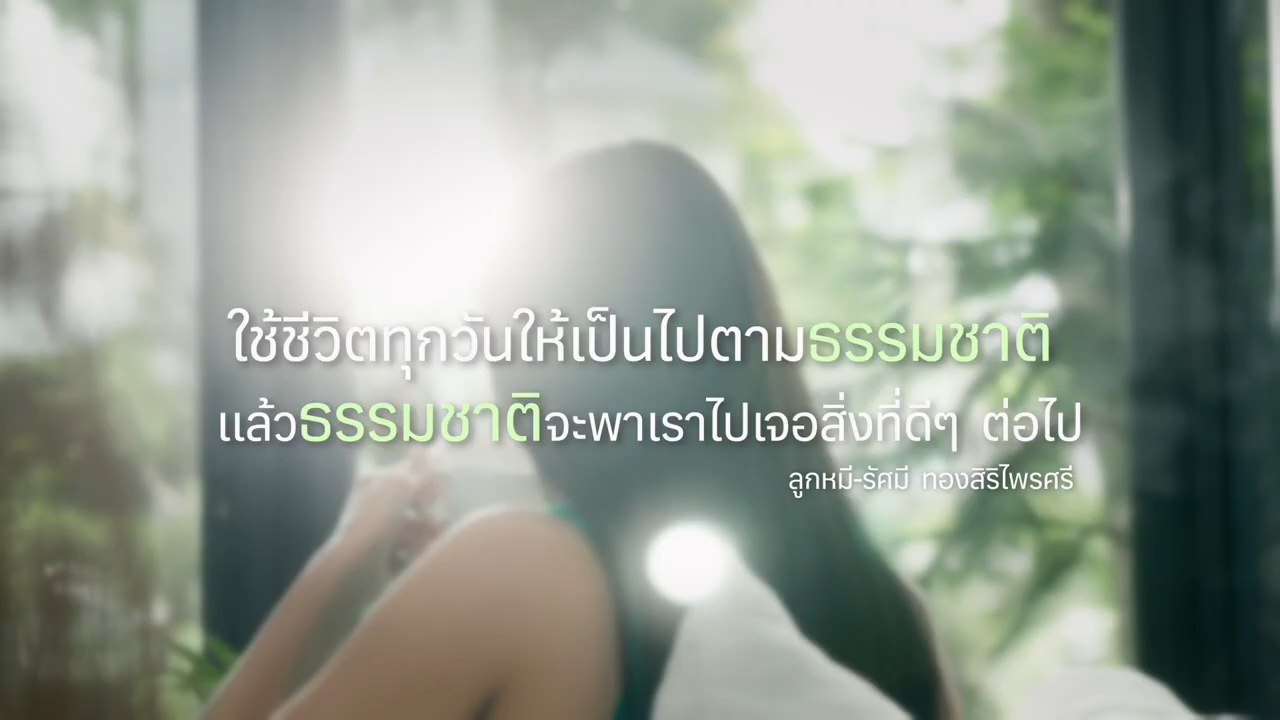 ใช้ชีวิตทุกวันให้เป็นไปตามธรรมชาติ
แล้วธรรมชาติจะพาเราไปเจอสิ่งที่ดีๆ ต่อไป
ลูกหมี-รัศมี ทองสิริไพรศรี